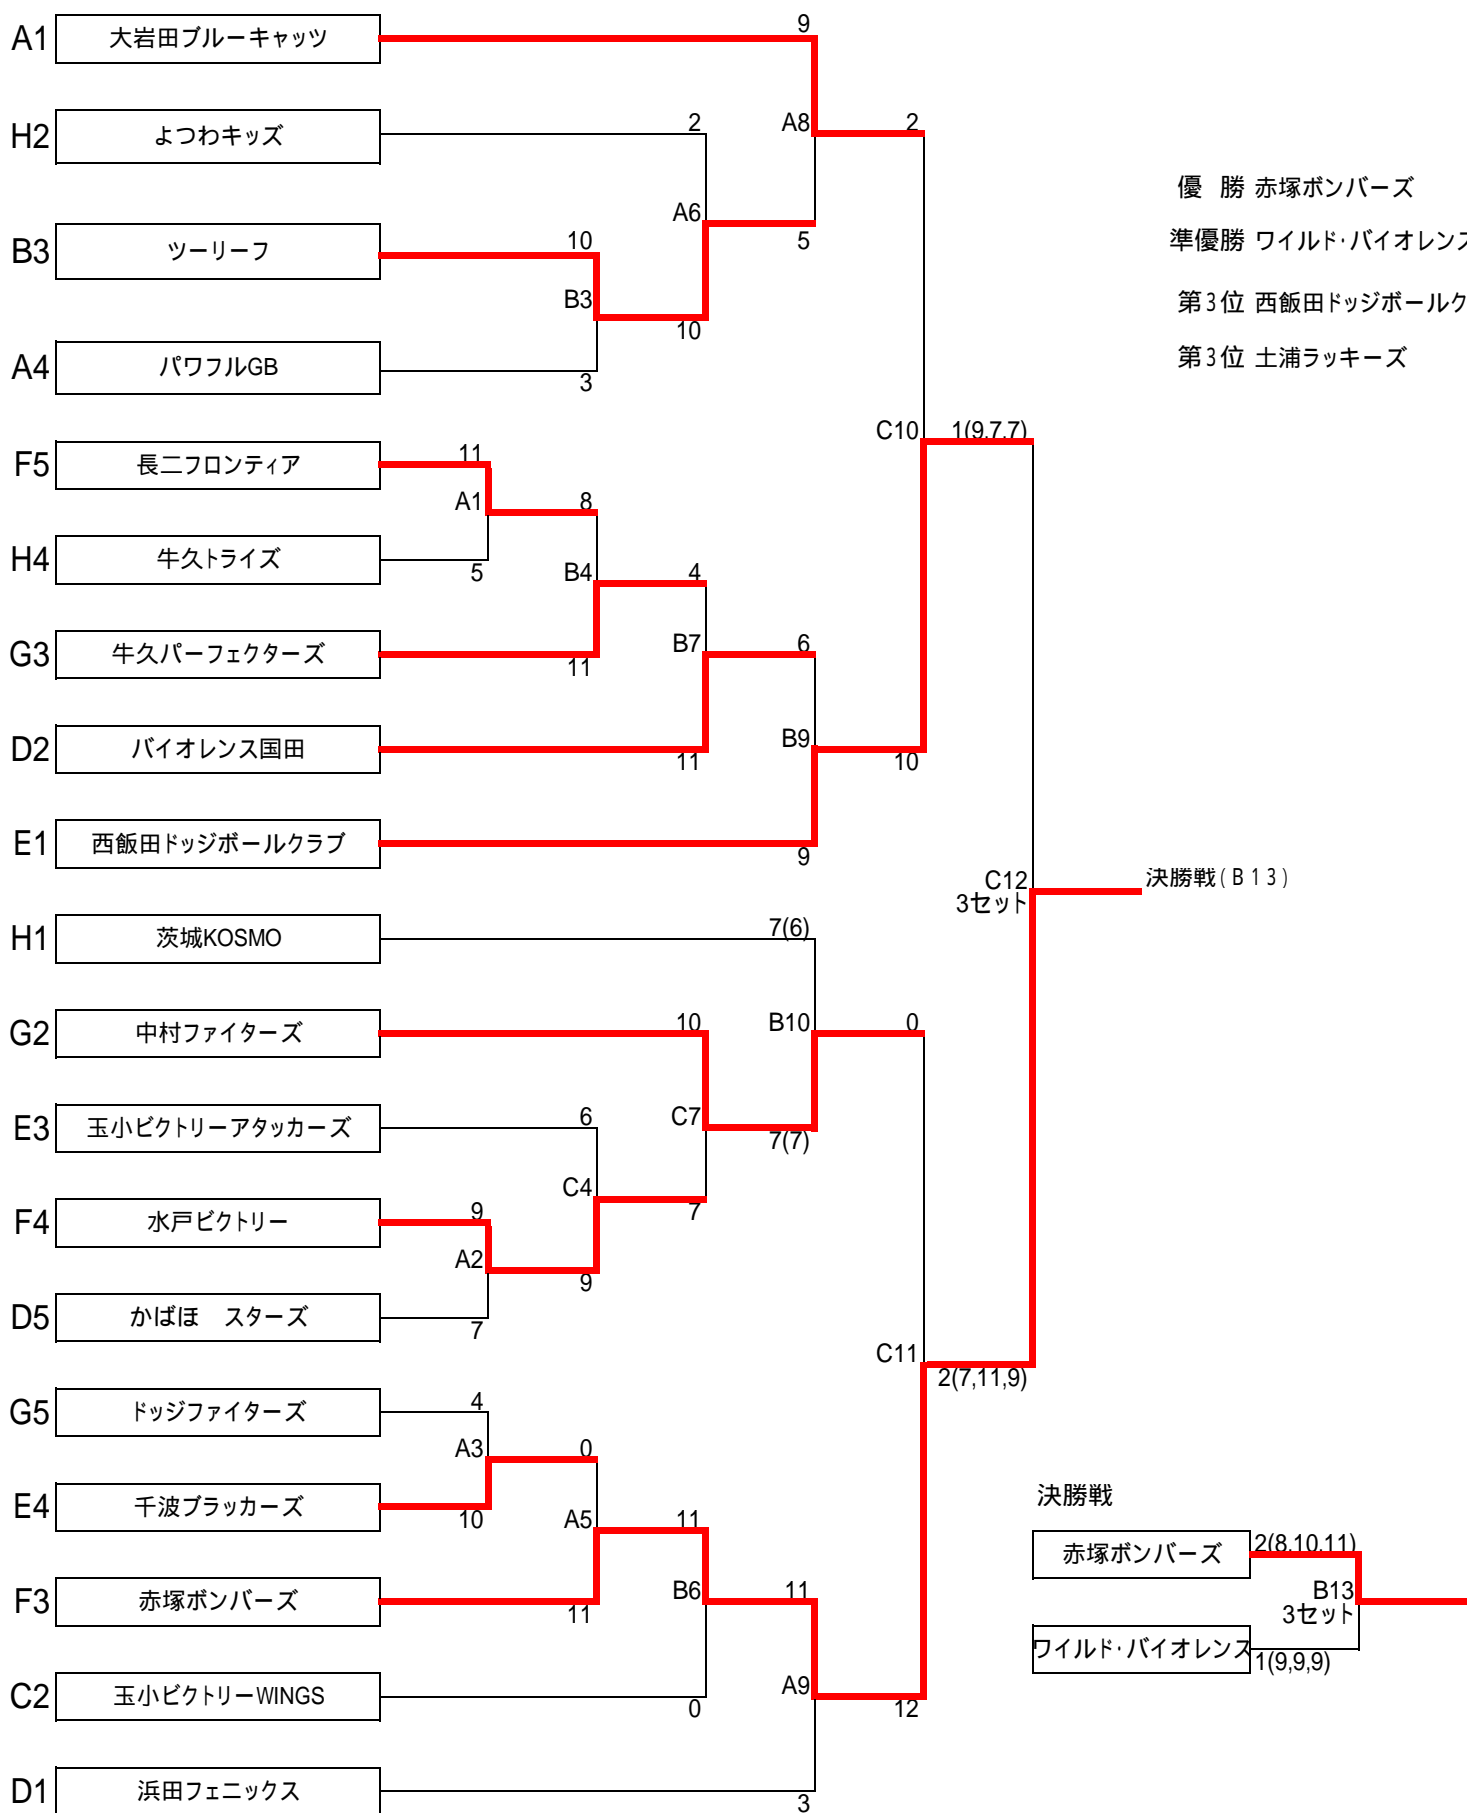 A1 大岩田ブルーキャッツ 9
H2 よつわキッズ 2 A8 2
優　勝 赤塚ボンバーズ
A6
B3 ツーリーフ 10 5
準優勝 ワイルド・バイオレンス
B3 10
第3位 西飯田ドッジボールク
A4 パワフルGB 3
第3位 土浦ラッキーズ
C10 1(9,7,7)
F5 長二フロンティア 11
A1 8
H4 牛久トライズ 5 B4 4
G3 牛久パーフェクターズ 11 B7 6
D2 バイオレンス国田 11 B9 10
E1 西飯田ドッジボールクラブ 9
C12 決勝戦(B13)
3セット
H1 茨城KOSMO 7(6)
G2 中村ファイターズ 10 B10 0
E3 玉小ビクトリーアタッカーズ 6 C7 7(7)
C4 7
F4 水戸ビクトリー 9
A2 9
D5 かばほ　スターズ 7
C11 2(7,11,9)
G5 ドッジファイターズ 4
A3 0
E4 千波ブラッカーズ 10 A5 11
決勝戦
赤塚ボンバーズ 2(8,10,11)
F3 赤塚ボンバーズ 11 B6 11
B13
3セット
ワイルド・バイオレンス 1(9,9,9)
C2 玉小ビクトリーWINGS 0 A9 12
D1 浜田フェニックス 3